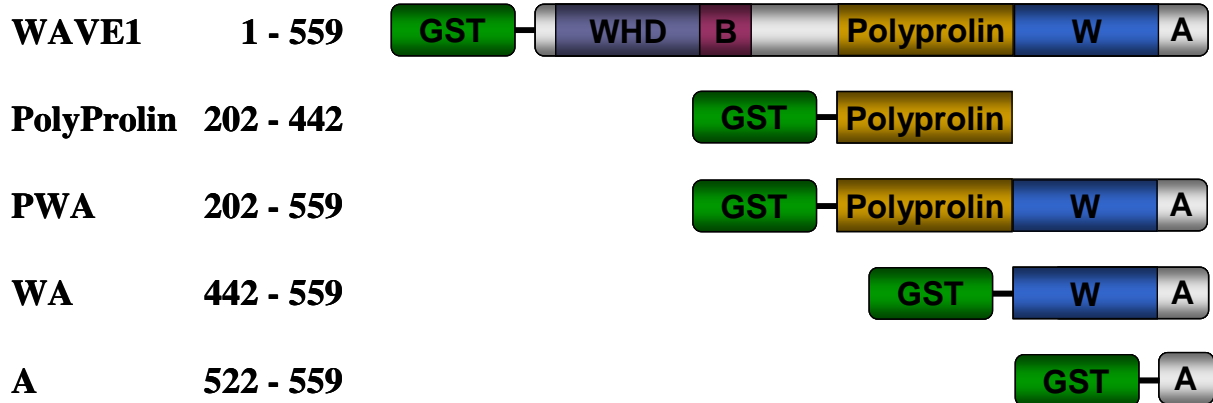 WAVE1 1 - 559 GST WHD B Polyprolin W A
PolyProlin 202 - 442 GST Polyprolin
PWA 202 - 559 GST Polyprolin W A
WA 442 - 559 GST W A
A 522 - 559 GST A